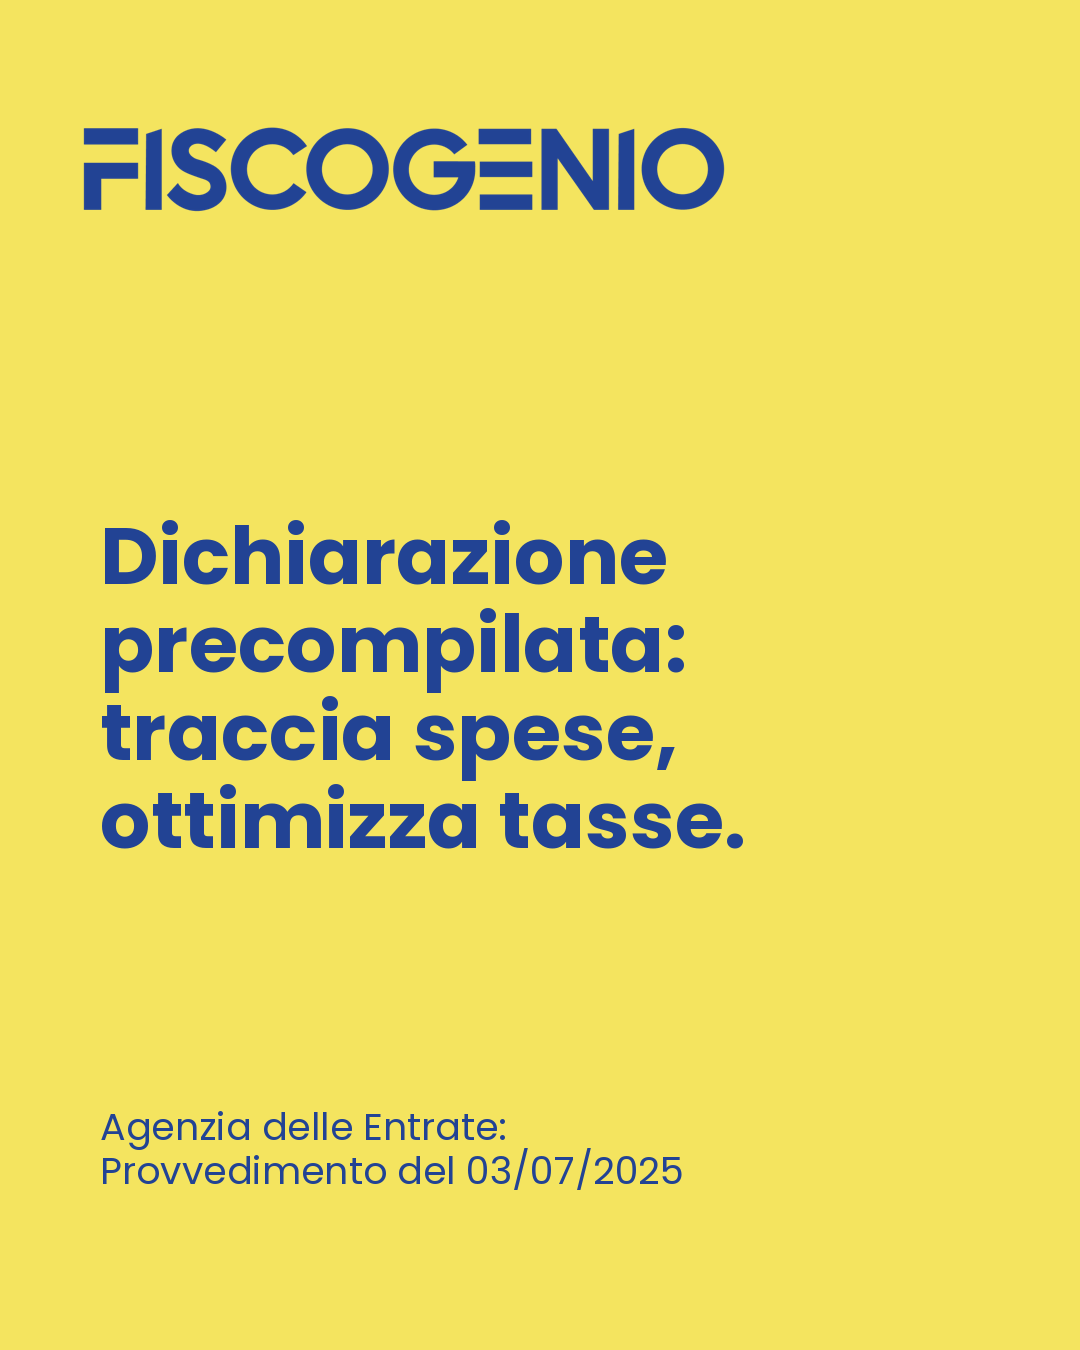 FISCOGENIO
Dichiarazione
precompilata:
traccia spese,
ottimizza tasse.
Agenzia delle Entrate:
Provvedimento del 03/07/2025